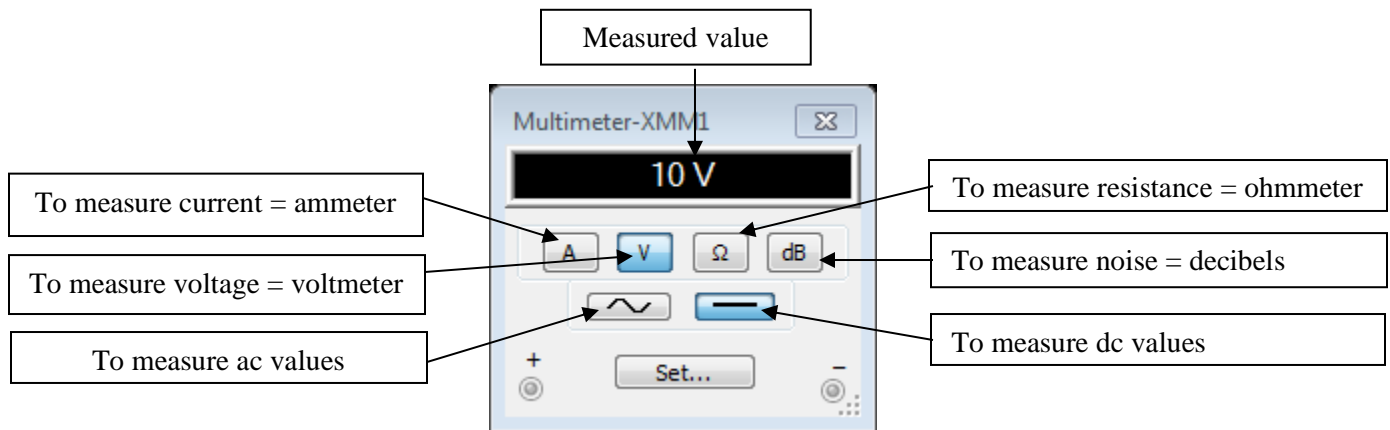 Measured value
Multimeter-XMM1
10 V
To measure current = ammeter
To measure resistance = ohmmeter
A V Ω dB
To measure voltage = voltmeter
To measure noise = decibels
To measure ac values
To measure dc values
+ Set... −